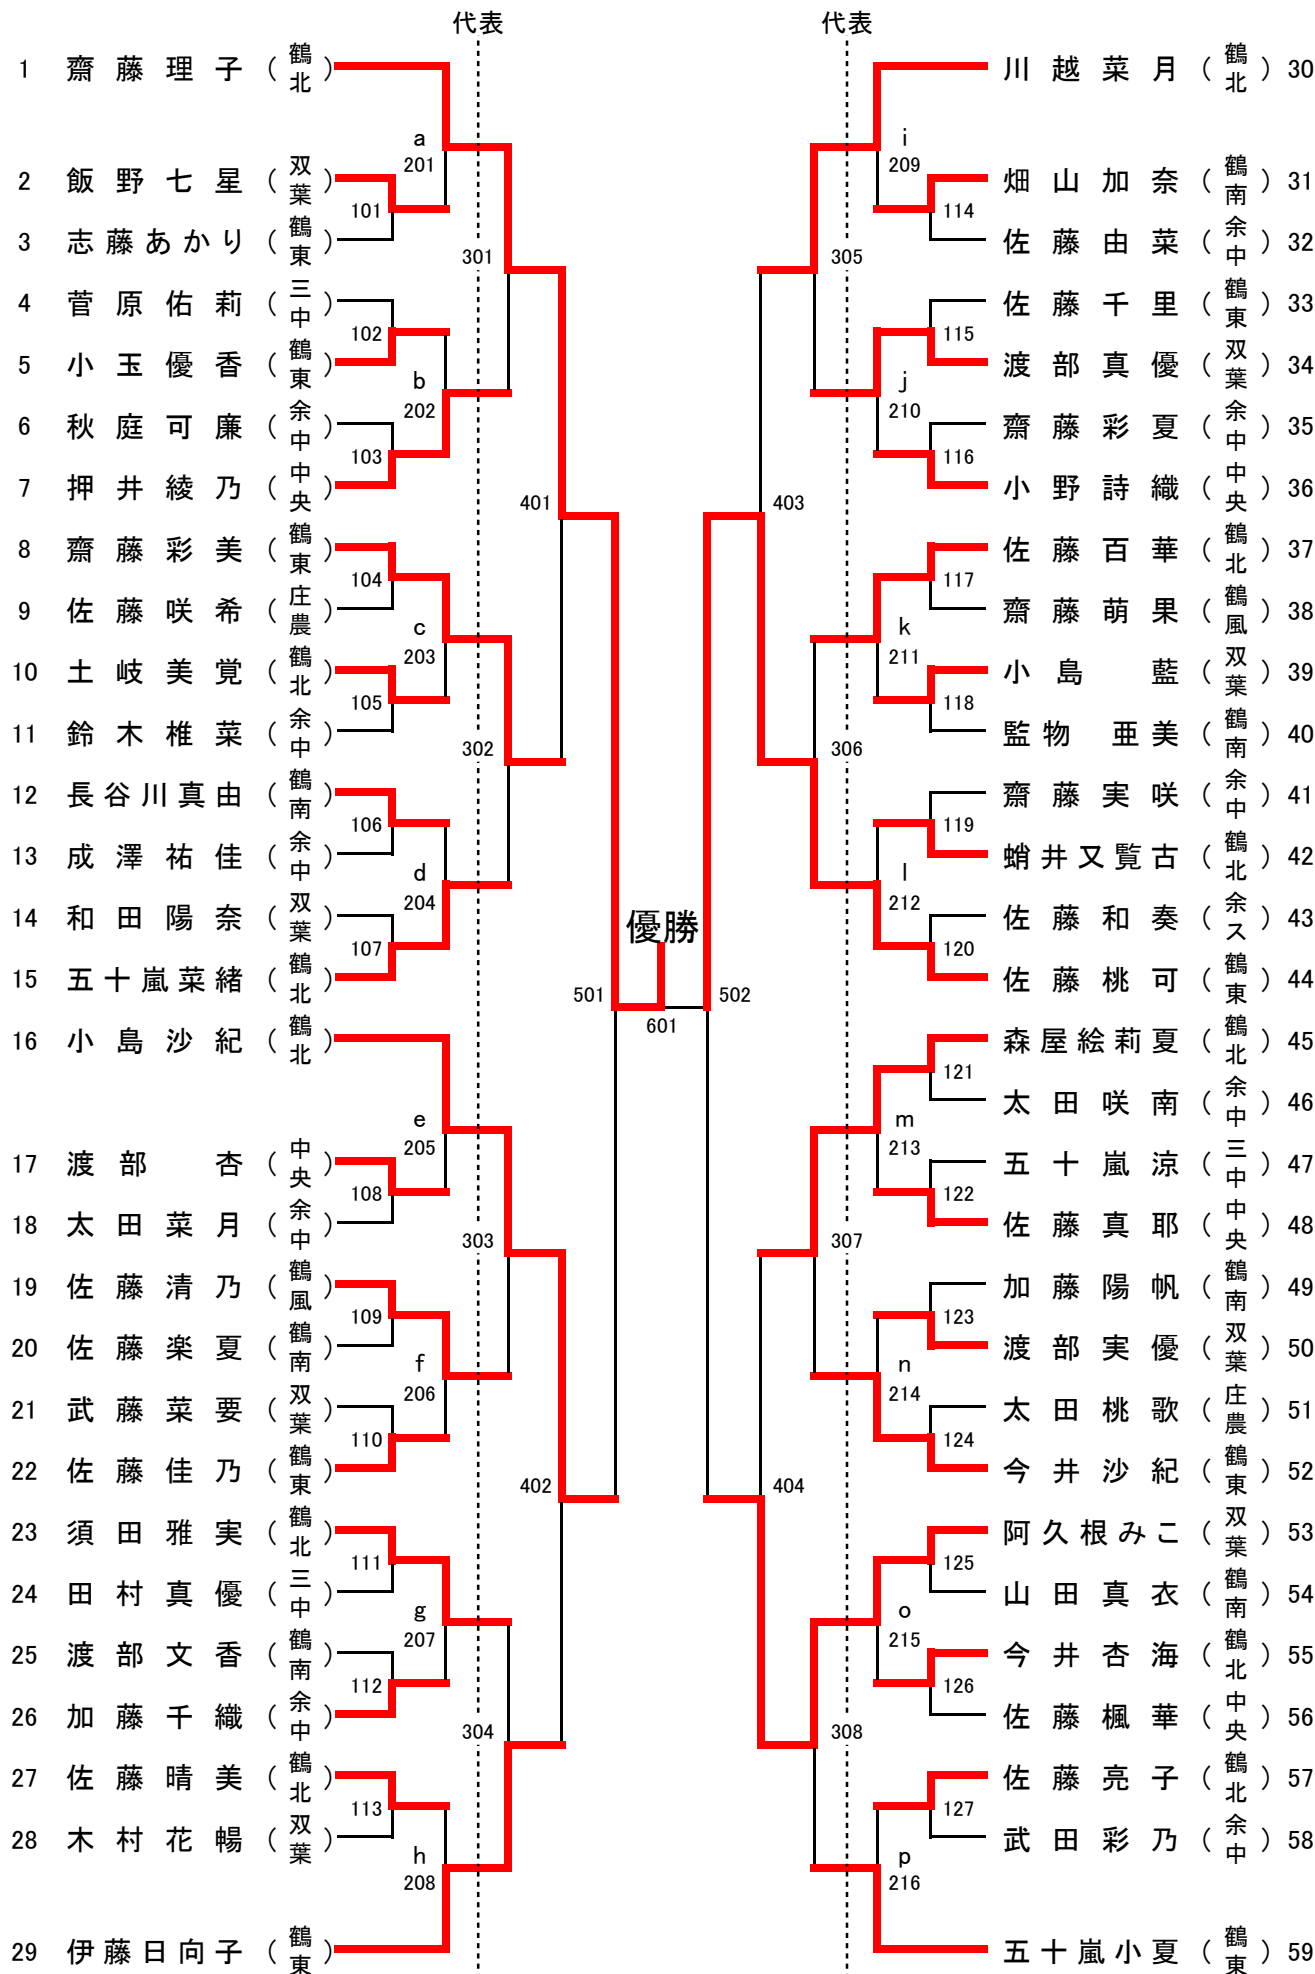 代表 代表
1 齋藤理子 (鶴北)
a
201
2 飯野七星 (双葉)
101
3 志藤あかり (鶴東)
301
4 菅原佑莉 (三中)
102
5 小玉優香 (鶴東)
b
202
6 秋庭可廉 (余中)
103
7 押井綾乃 (中央)
401
8 齋藤彩美 (鶴東)
104
9 佐藤咲希 (庄農)
c
203
10 土岐美覚 (鶴北)
105
11 鈴木椎菜 (余中)
302
12 長谷川真由 (鶴南)
106
13 成澤祐佳 (余中)
d
204
14 和田陽奈 (双葉)
107
15 五十嵐菜緒 (鶴北)
501
16 小島沙紀 (鶴北)
e
205
17 渡部杏 (中央)
108
18 太田菜月 (余中)
303
19 佐藤清乃 (鶴風)
109
20 佐藤楽夏 (鶴南)
f
206
21 武藤菜要 (双葉)
110
22 佐藤佳乃 (鶴東)
402
23 須田雅実 (鶴北)
111
24 田村真優 (三中)
g
207
25 渡部文香 (鶴南)
112
26 加藤千織 (余中)
304
27 佐藤晴美 (鶴北)
113
28 木村花暢 (双葉)
h
208
29 伊藤日向子 (鶴東)
優勝
601
川越菜月 (鶴北) 30
i
209
畑山加奈 (鶴南) 31
114
佐藤由菜 (余中) 32
305
佐藤千里 (鶴東) 33
115
渡部真優 (双葉) 34
j
210
齋藤彩夏 (余中) 35
116
小野詩織 (中央) 36
403
佐藤百華 (鶴北) 37
117
齋藤萌果 (鶴風) 38
k
211
小島藍 (双葉) 39
118
監物亜美 (鶴南) 40
306
齋藤実咲 (余中) 41
119
蛸井又覧古 (鶴北) 42
l
212
佐藤和奏 (余ス) 43
120
佐藤桃可 (鶴東) 44
502
森屋絵莉夏 (鶴北) 45
121
太田咲南 (余中) 46
m
213
五十嵐涼 (三中) 47
122
佐藤真耶 (中央) 48
307
加藤陽帆 (鶴南) 49
123
渡部実優 (双葉) 50
n
214
太田桃歌 (庄農) 51
124
今井沙紀 (鶴東) 52
404
阿久根みこ (双葉) 53
125
山田真衣 (鶴南) 54
o
215
今井杏海 (鶴北) 55
126
佐藤楓華 (中央) 56
308
佐藤亮子 (鶴北) 57
127
武田彩乃 (余中) 58
p
216
五十嵐小夏 (鶴東) 59